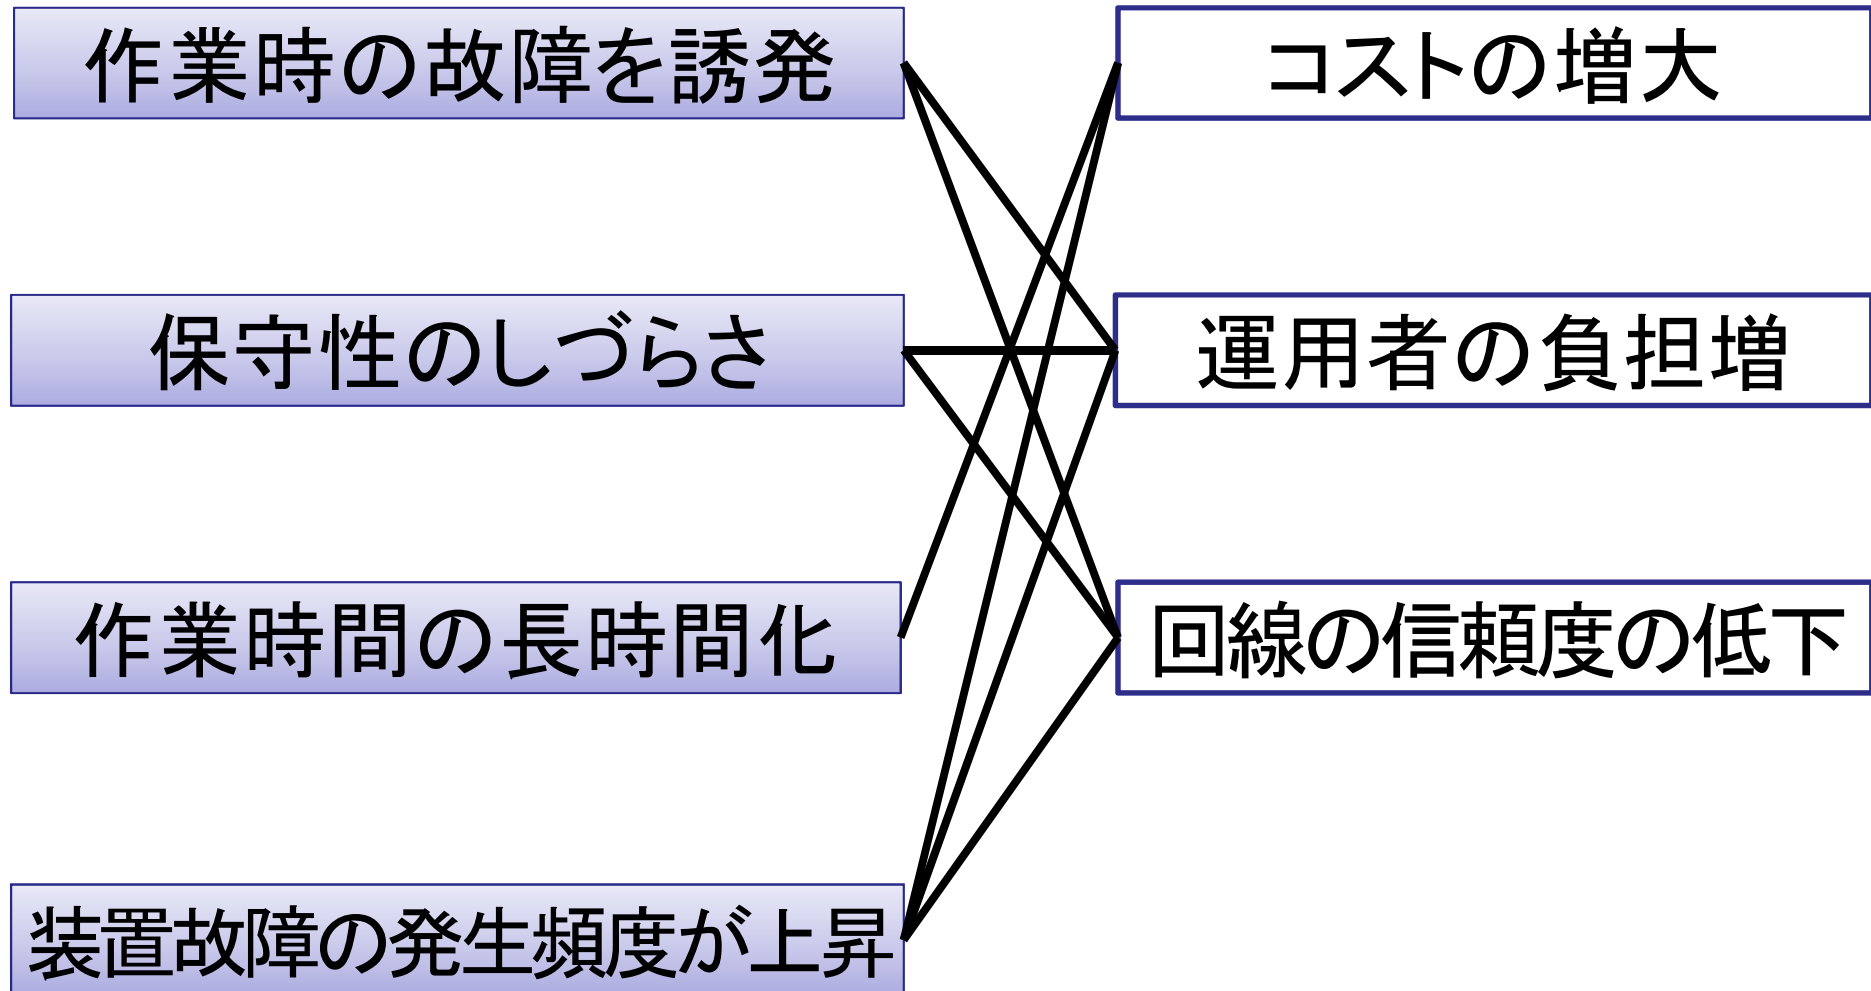 作業時の故障を誘発
コストの増大
保守性のしづらさ
運用者の負担増
作業時間の長時間化
回線の信頼度の低下
装置故障の発生頻度が上昇